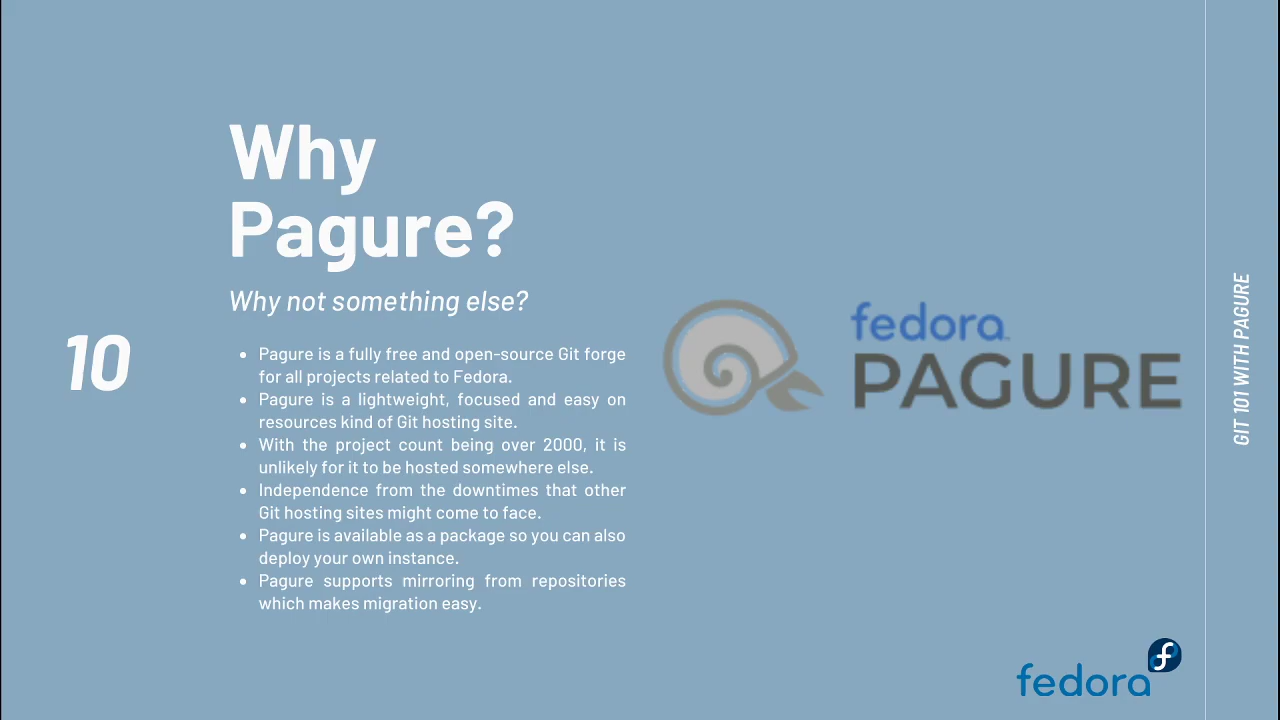 Why
Pagure?
Why not something else?
10
• Pagure is a fully free and open-source Git forge
for all projects related to Fedora.
• Pagure is a lightweight, focused and easy on
resources kind of Git hosting site.
• With the project count being over 2000, it is
unlikely for it to be hosted somewhere else.
• Independence from the downtimes that other
Git hosting sites might come to face.
• Pagure is available as a package so you can also
deploy your own instance.
• Pagure supports mirroring from repositories
which makes migration easy.
fedora
PAGURE
GIT 101 WITH PAGURE
fedora